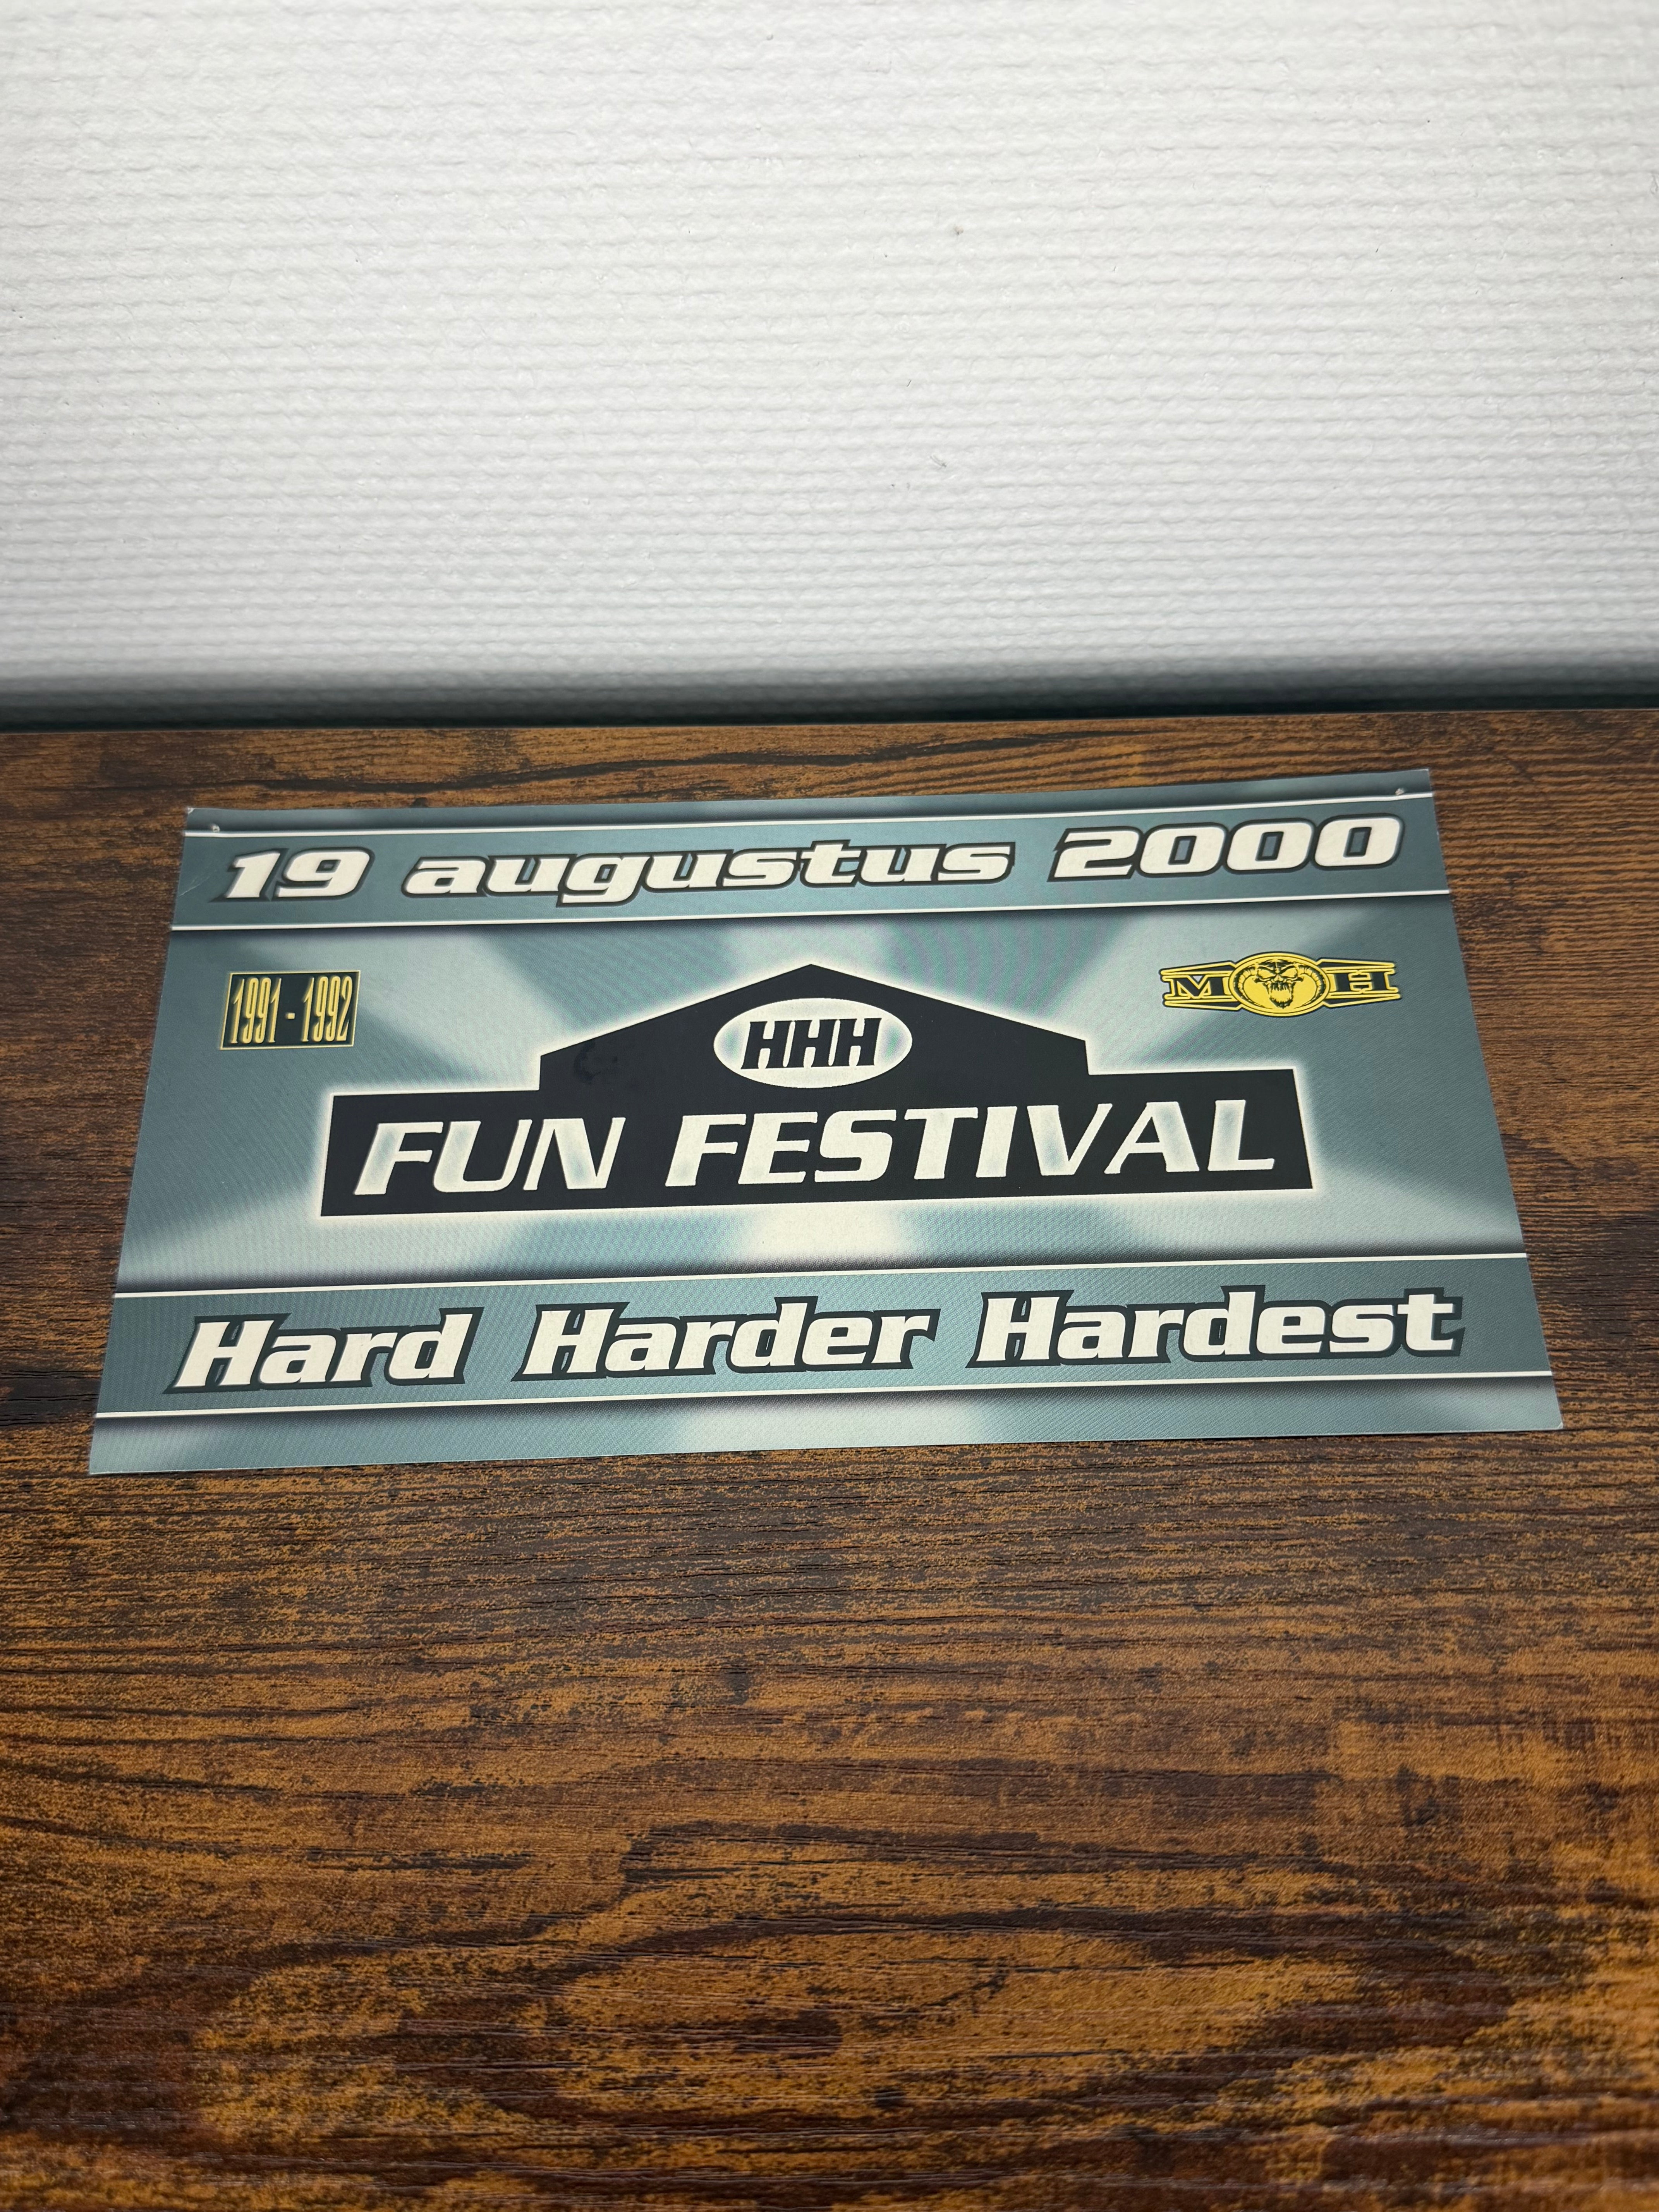 19 augustus 2000
1991 - 1992
M H
HHH
FUN FESTIVAL
Hard Harder Hardest